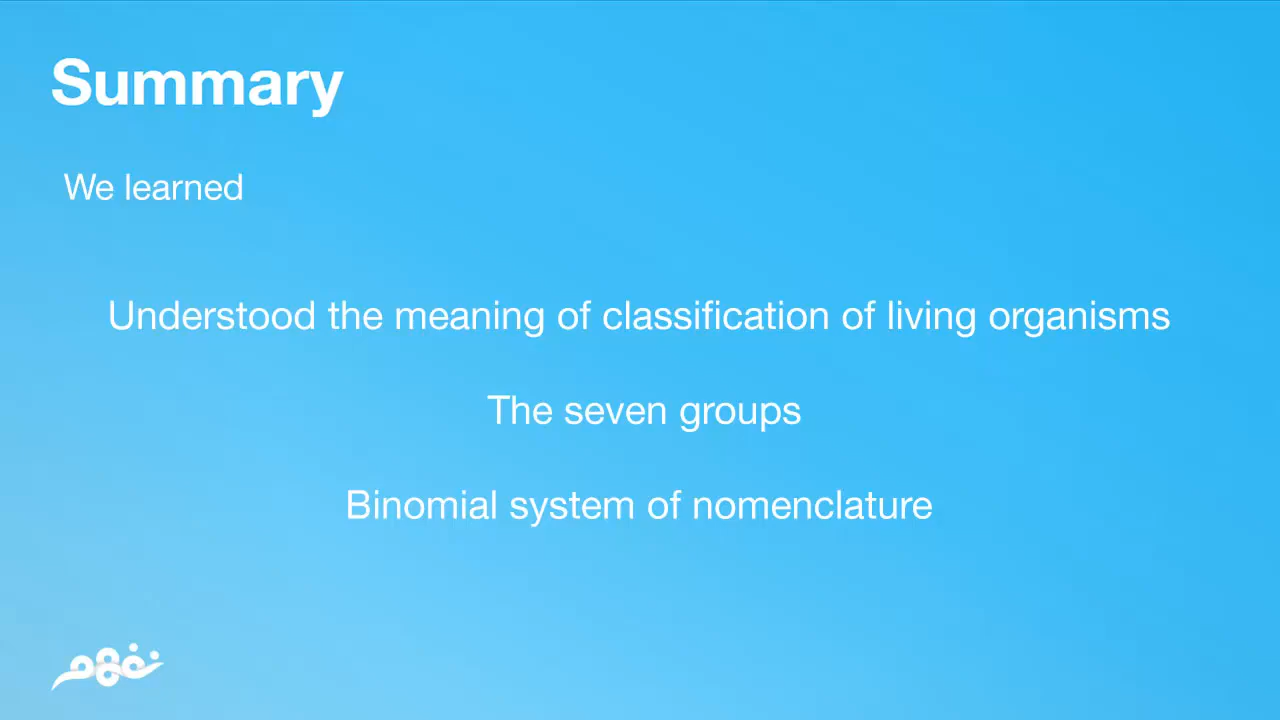 Summary
We learned
Understood the meaning of classification of living organisms
The seven groups
Binomial system of nomenclature
نفهم